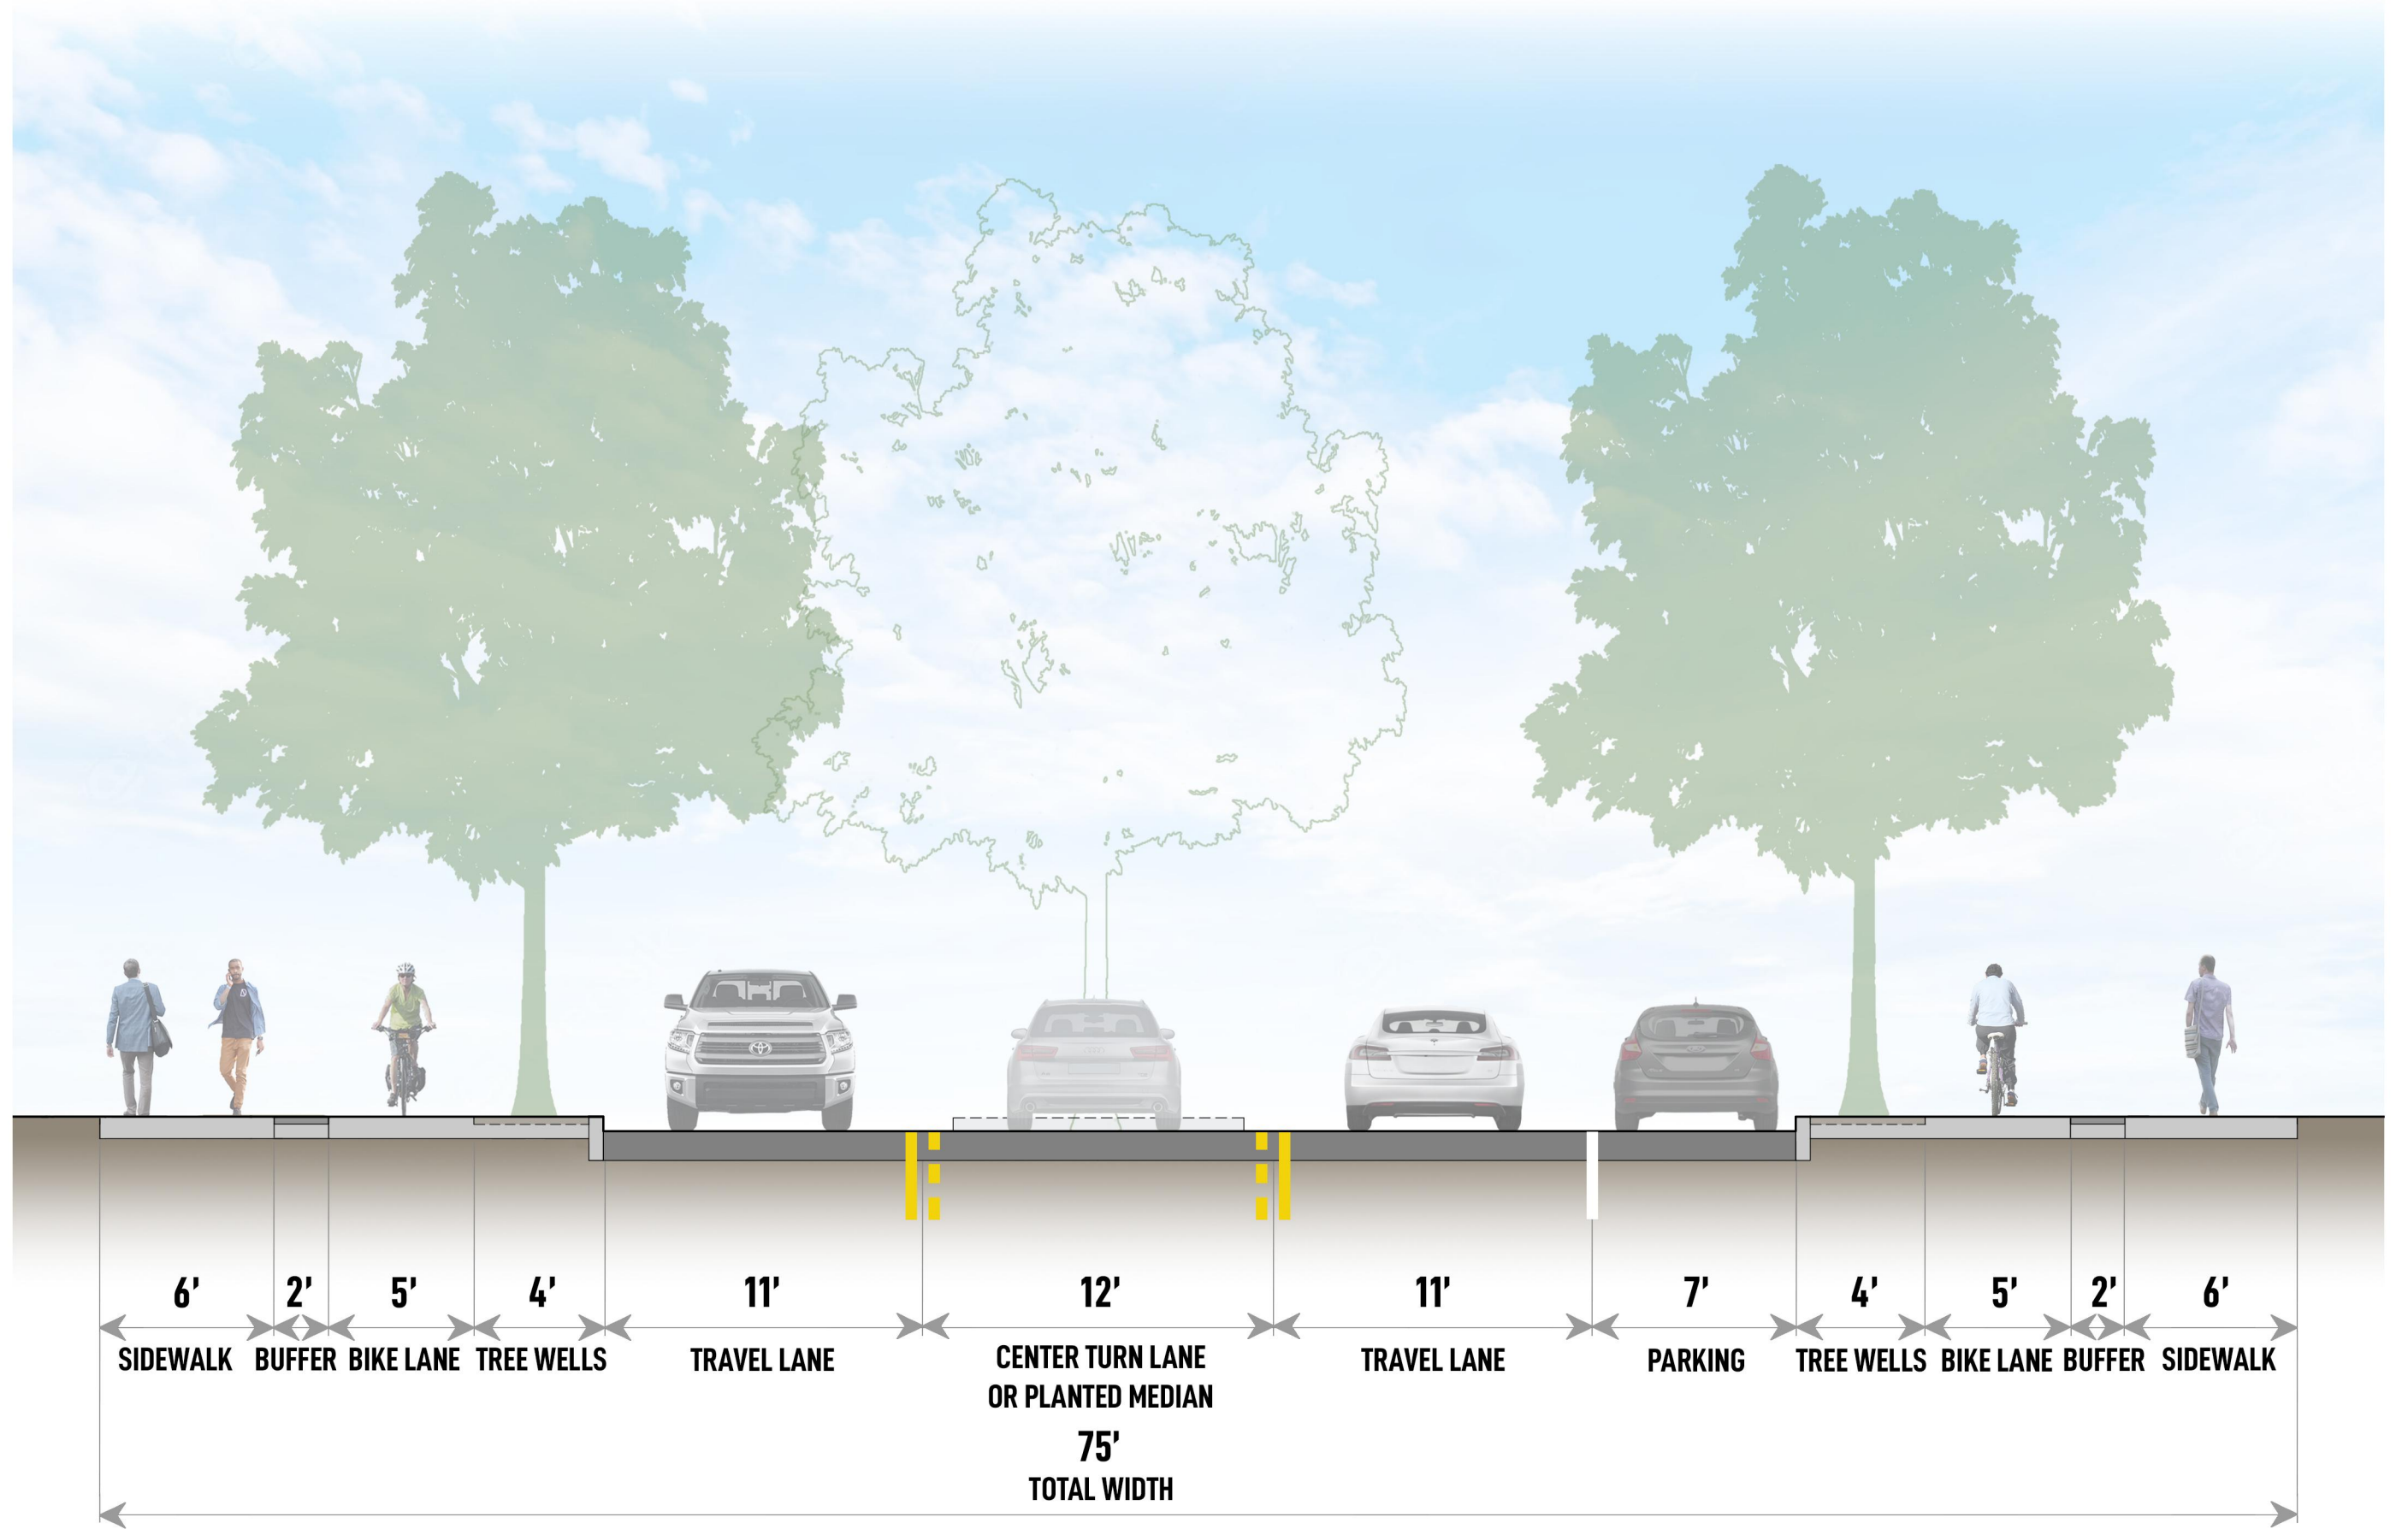 6' 2' 5' 4' 11' 12' 11' 7' 4' 5' 2' 6'
SIDEWALK BUFFER BIKE LANE TREE WELLS TRAVEL LANE CENTER TURN LANE TRAVEL LANE PARKING TREE WELLS BIKE LANE BUFFER SIDEWALK
OR PLANTED MEDIAN
75'
TOTAL WIDTH